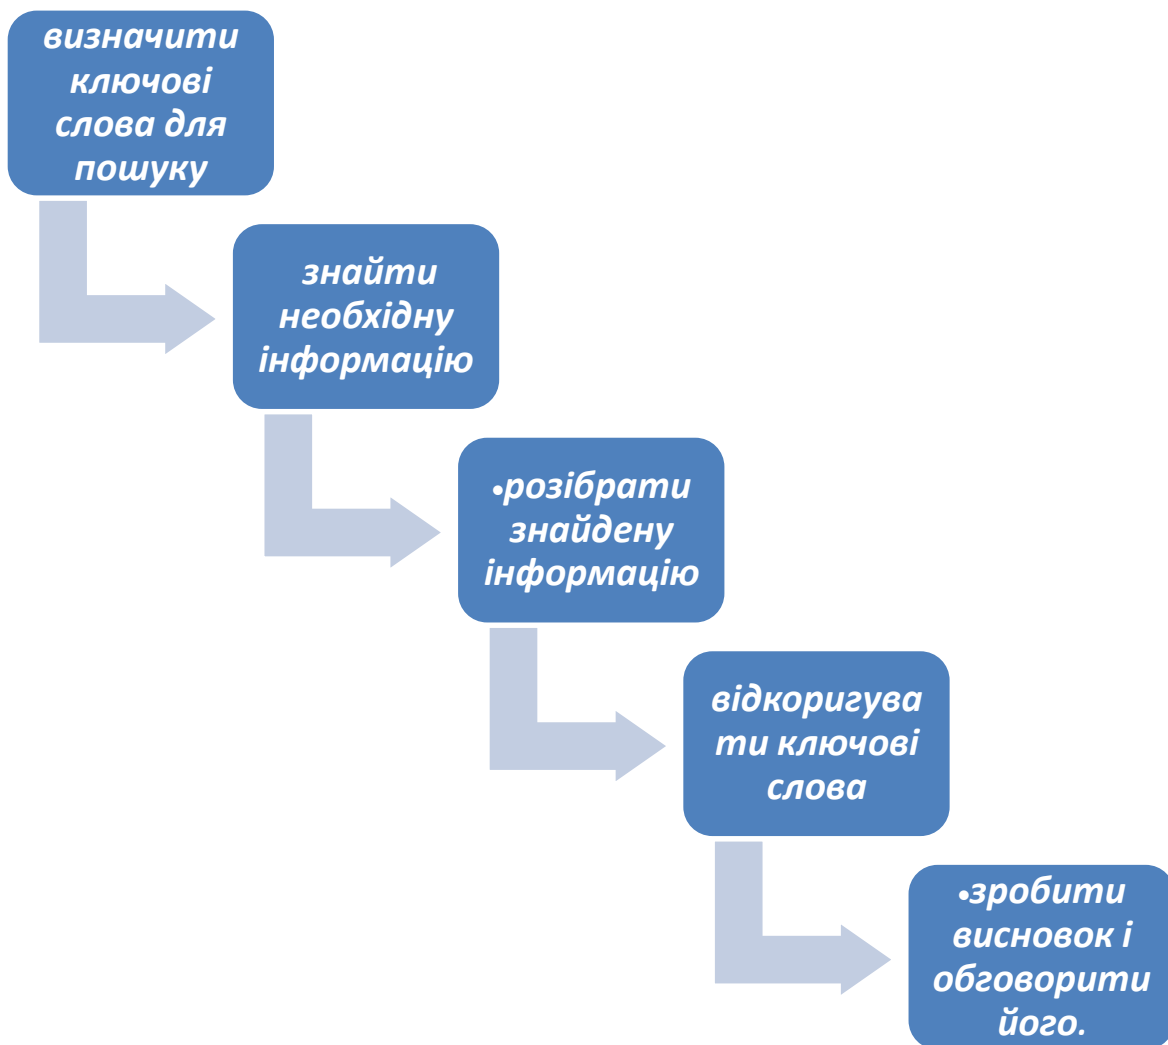 визначити
ключові
слова для
пошуку
знайти
необхідну
інформацію
•розібрати
знайдену
інформацію
відкоригува
ти ключові
слова
•зробити
висновок і
обговорити
його.